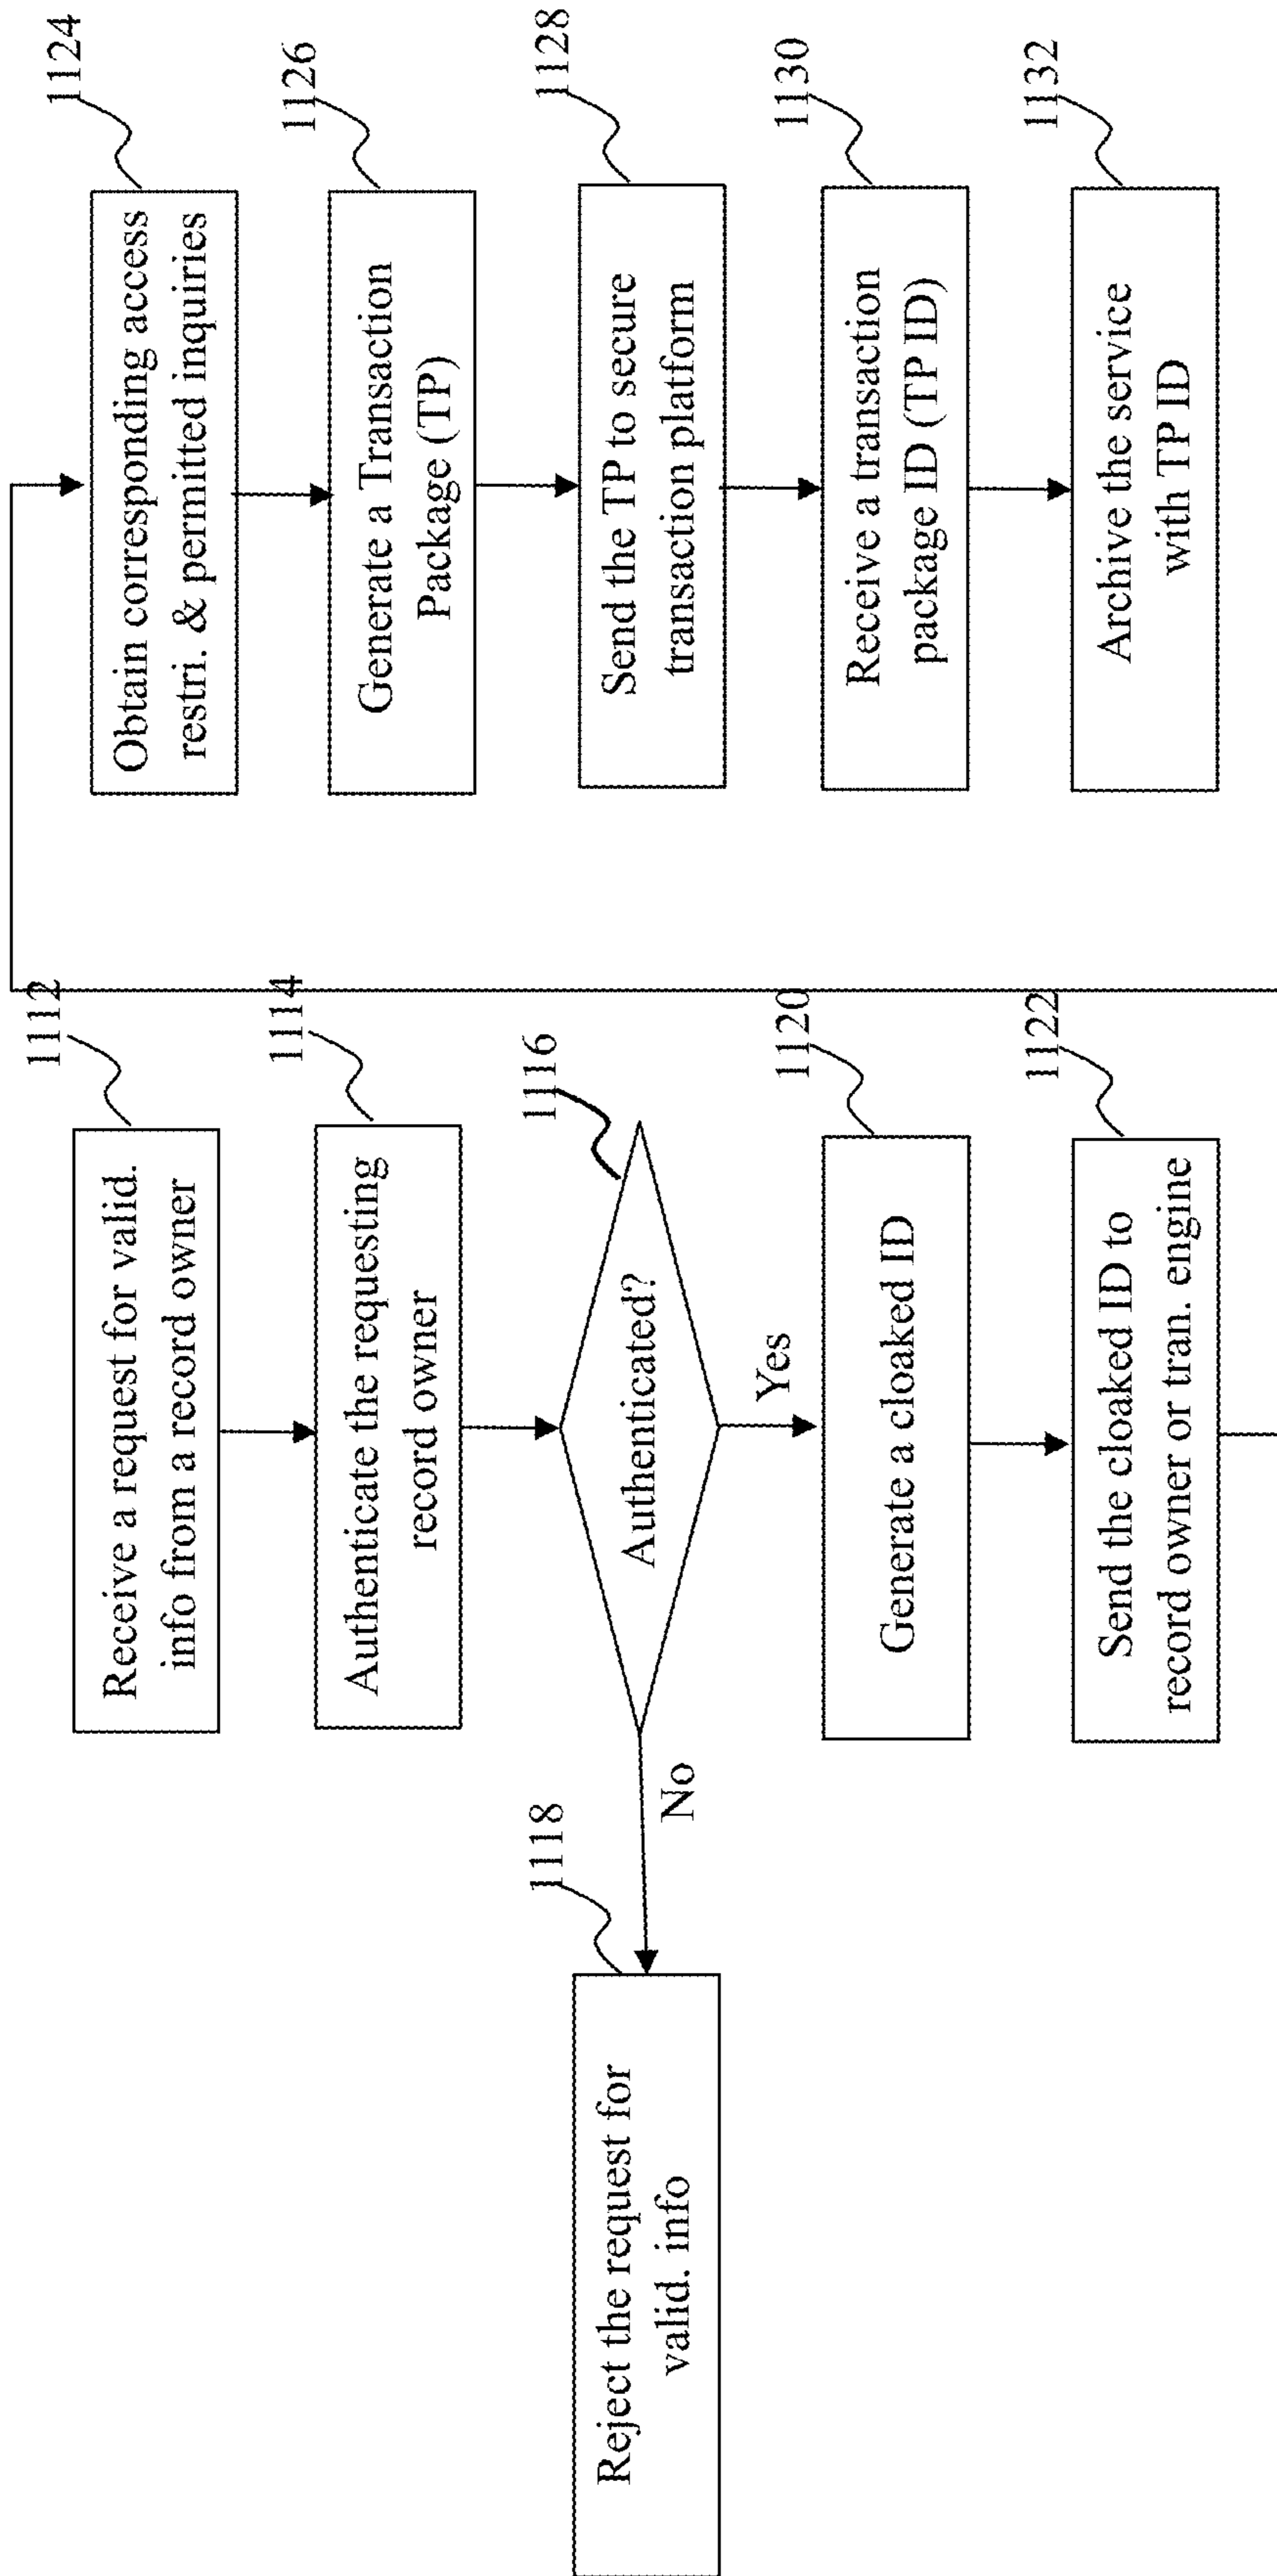 1112
Receive a request for valid.
info from a record owner
1114
Authenticate the requesting
record owner
1116
Authenticated?
No
Yes
1118
Reject the request for
valid. info
1120
Generate a cloaked ID
1122
Send the cloaked ID to
record owner or tran. engine
1124
Obtain corresponding access
restri. & permitted inquiries
1126
Generate a Transaction
Package (TP)
1128
Send the TP to secure
transaction platform
1130
Receive a transaction
package ID (TP ID)
1132
Archive the service
with TP ID